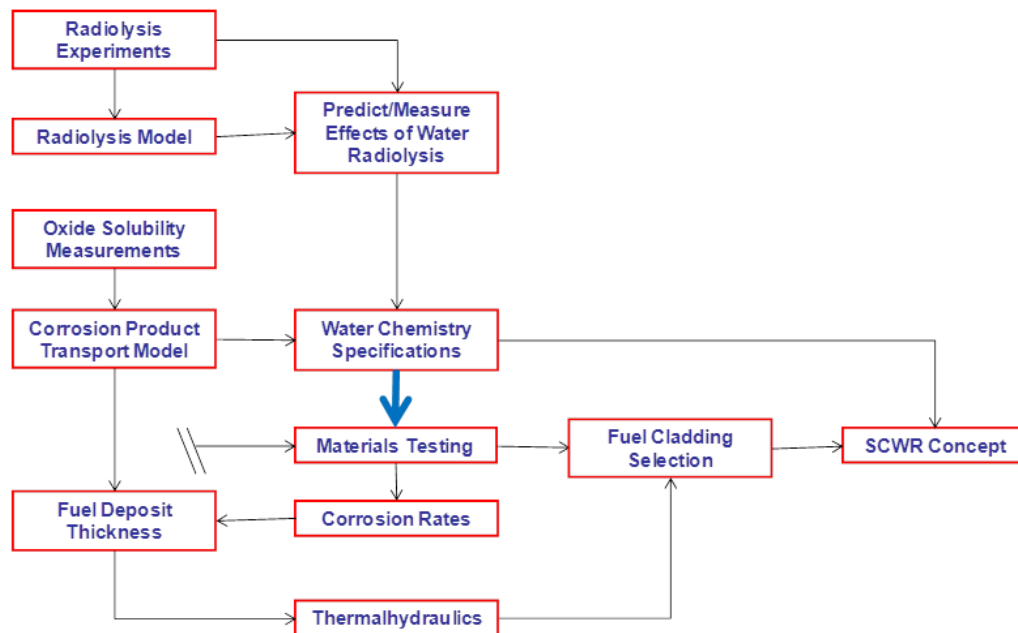 Radiolysis
Experiments
Radiolysis Model
Predict/Measure
Effects of Water
Radiolysis
Oxide Solubility
Measurements
Corrosion Product
Transport Model
Water Chemistry
Specifications
Materials Testing
Fuel Cladding
Selection
SCWR Concept
Fuel Deposit
Thickness
Corrosion Rates
Thermalhydraulics